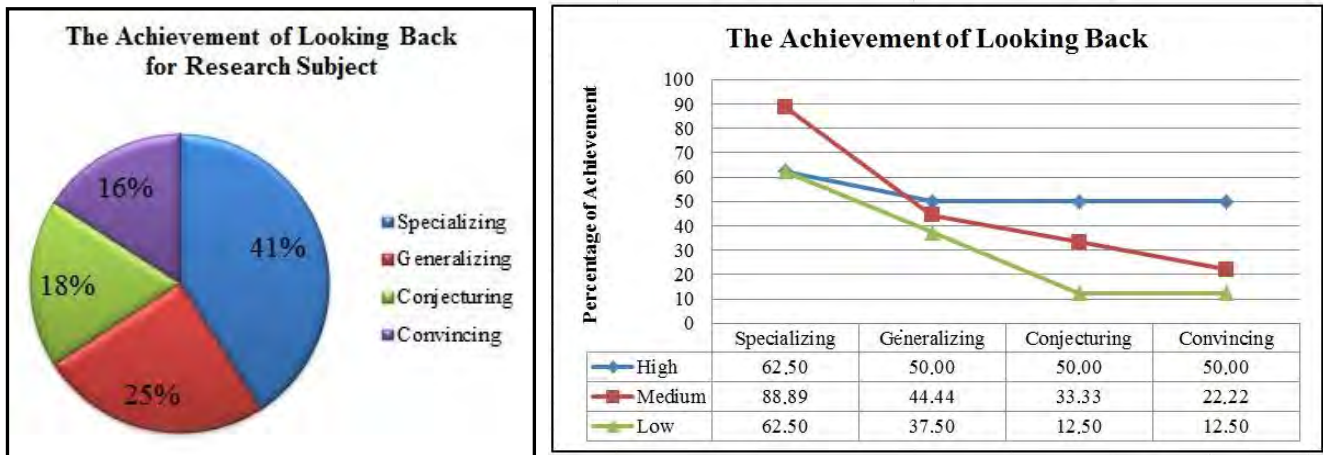 The Achievement of Looking Back
for Research Subject
16%
41%
18%
25%
Specializing
Generalizing
Conjecturing
Convincing
The Achievement of Looking Back
Percentage of Achievement
100
90
80
70
60
50
40
30
20
10
0
Specializing Generalizing Conjecturing Convincing
High 62.50 50.00 50.00 50.00
Medium 88.89 44.44 33.33 22.22
Low 62.50 37.50 12.50 12.50